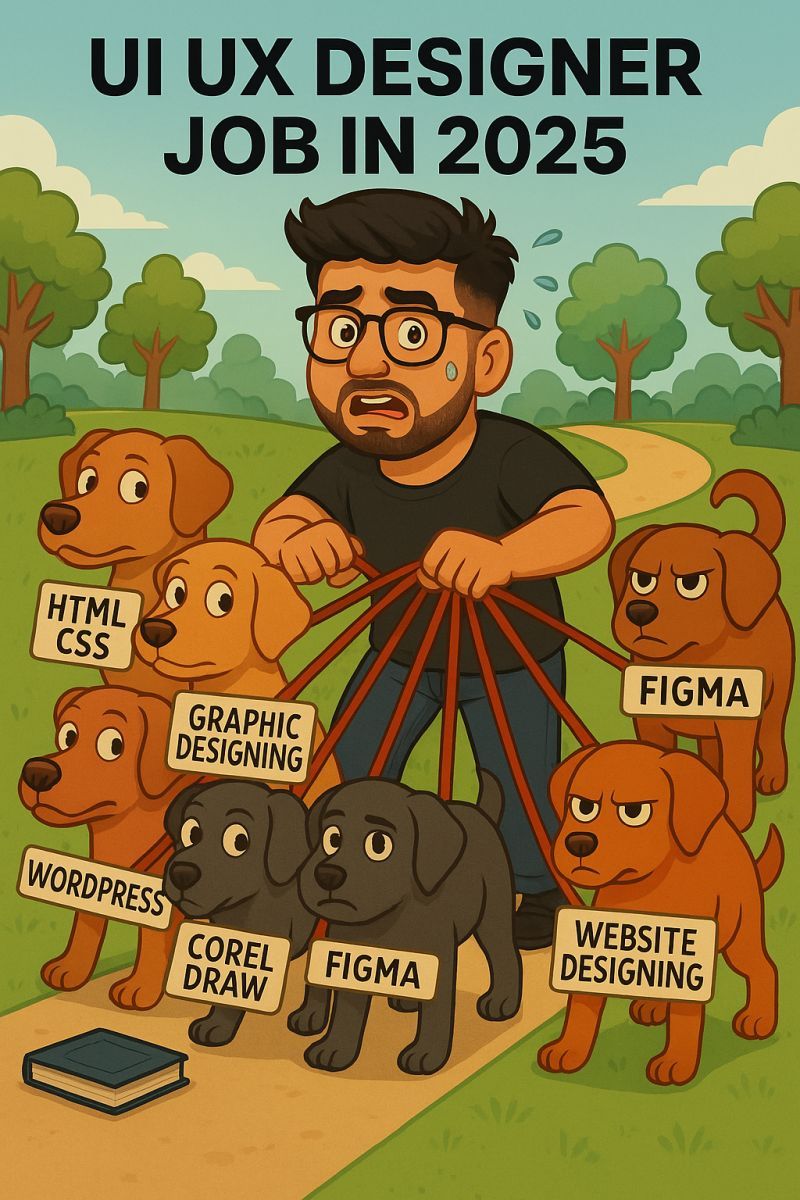 UI UX DESIGNER
JOB IN 2025
HTML
CSS
GRAPHIC
DESIGNING
FIGMA
WORDPRESS
COREL
DRAW
FIGMA
WEBSITE
DESIGNING